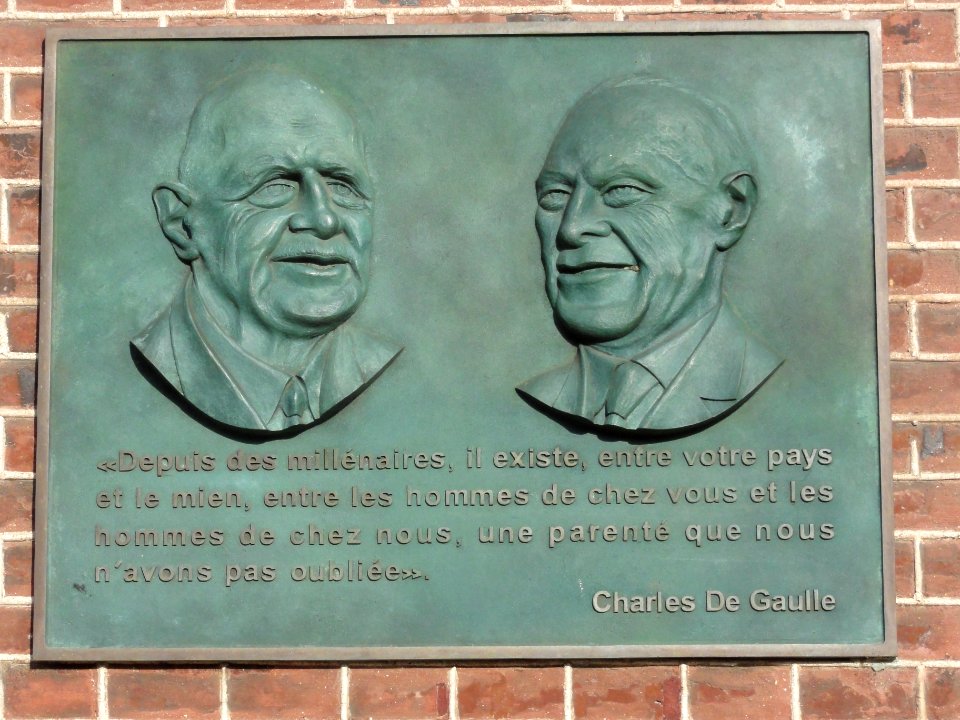 «Depuis des millénaires, il existe, entre votre pays
et le mien, entre les hommes de chez vous et les
hommes de chez nous, une parenté que nous
n´avons pas oubliée».
Charles De Gaulle